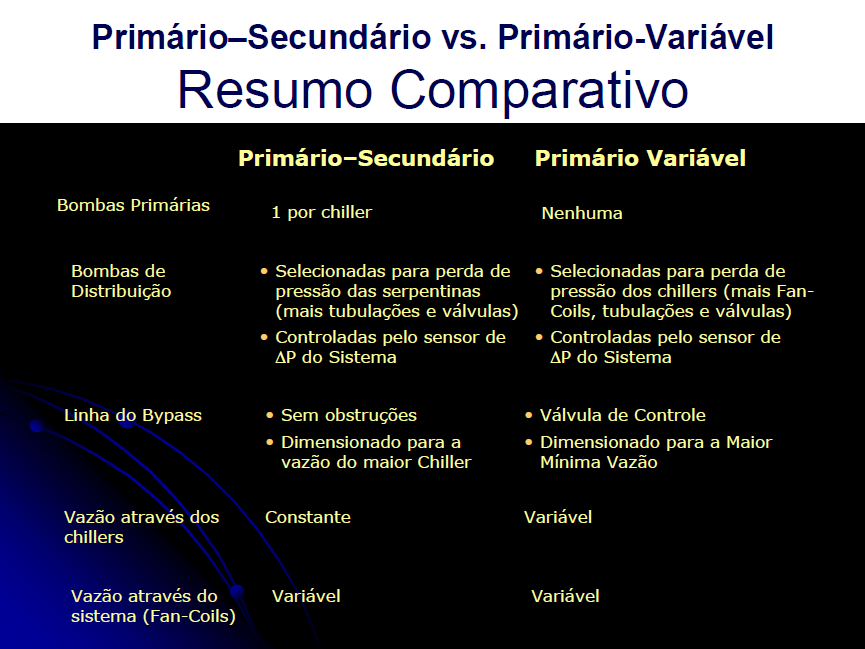 Primário–Secundário vs. Primário-Variável
Resumo Comparativo
Primário–Secundário
Primário Variável
Bombas Primárias
1 por chiller
Nenhuma
Bombas de
Distribuição
• Selecionadas para perda de
pressão das serpentinas
(mais tubulações e válvulas)
• Controladas pelo sensor de
ΔP do Sistema
• Selecionadas para perda de
pressão dos chillers (mais Fan-
Coils, tubulações e válvulas)
• Controladas pelo sensor de
ΔP do Sistema
Linha do Bypass
• Sem obstruções
• Dimensionado para a
vazão do maior Chiller
• Válvula de Controle
• Dimensionado para a Maior
Mínima Vazão
Vazão através dos
chillers
Constante
Variável
Vazão através do
sistema (Fan-Coils)
Variável
Variável